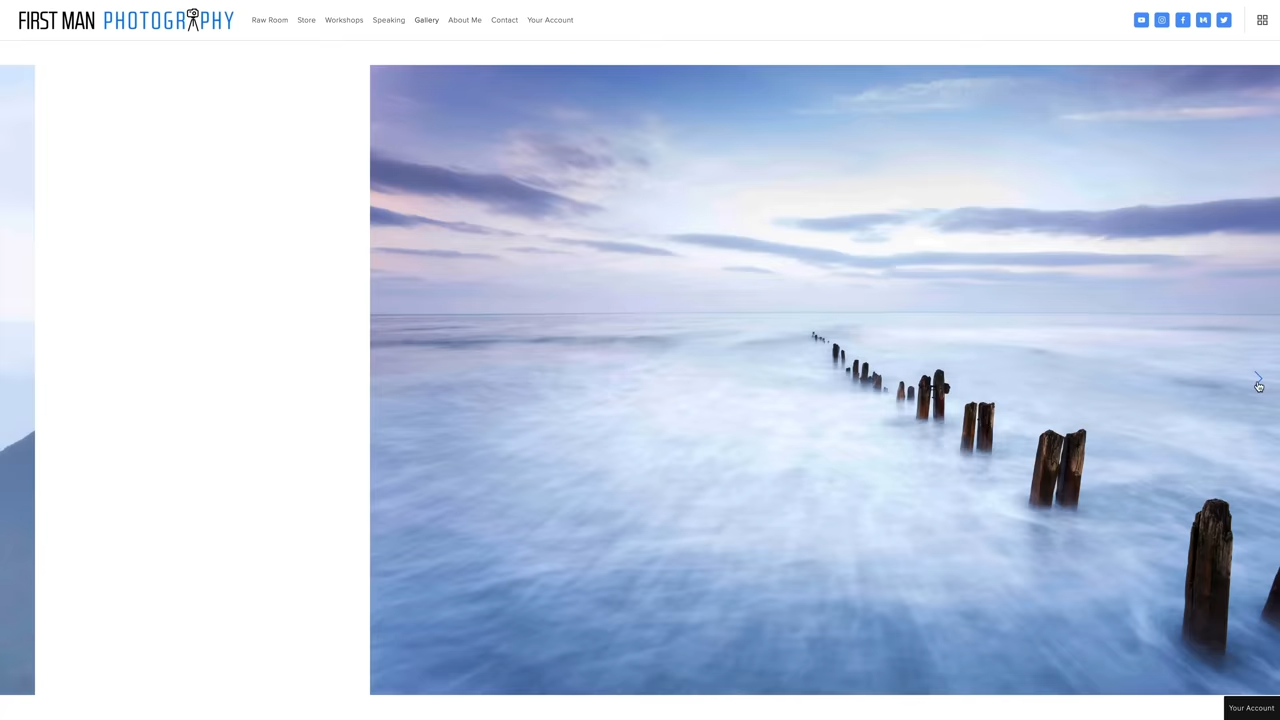 FIRST MAN PHOTOGRAPHY
Raw Room Store Workshops Speaking Gallery About Me Contact Your Account
Your Account